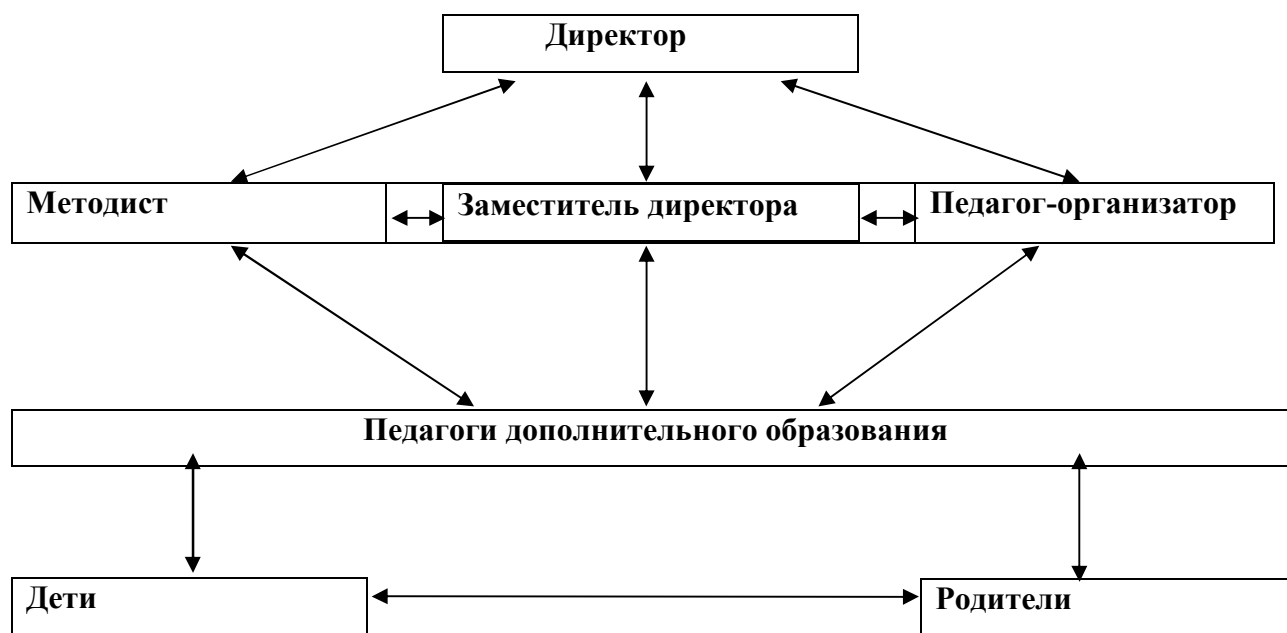 Директор
Методист
Заместитель директора
Педагог-организатор
Педагоги дополнительного образования
Дети
Родители